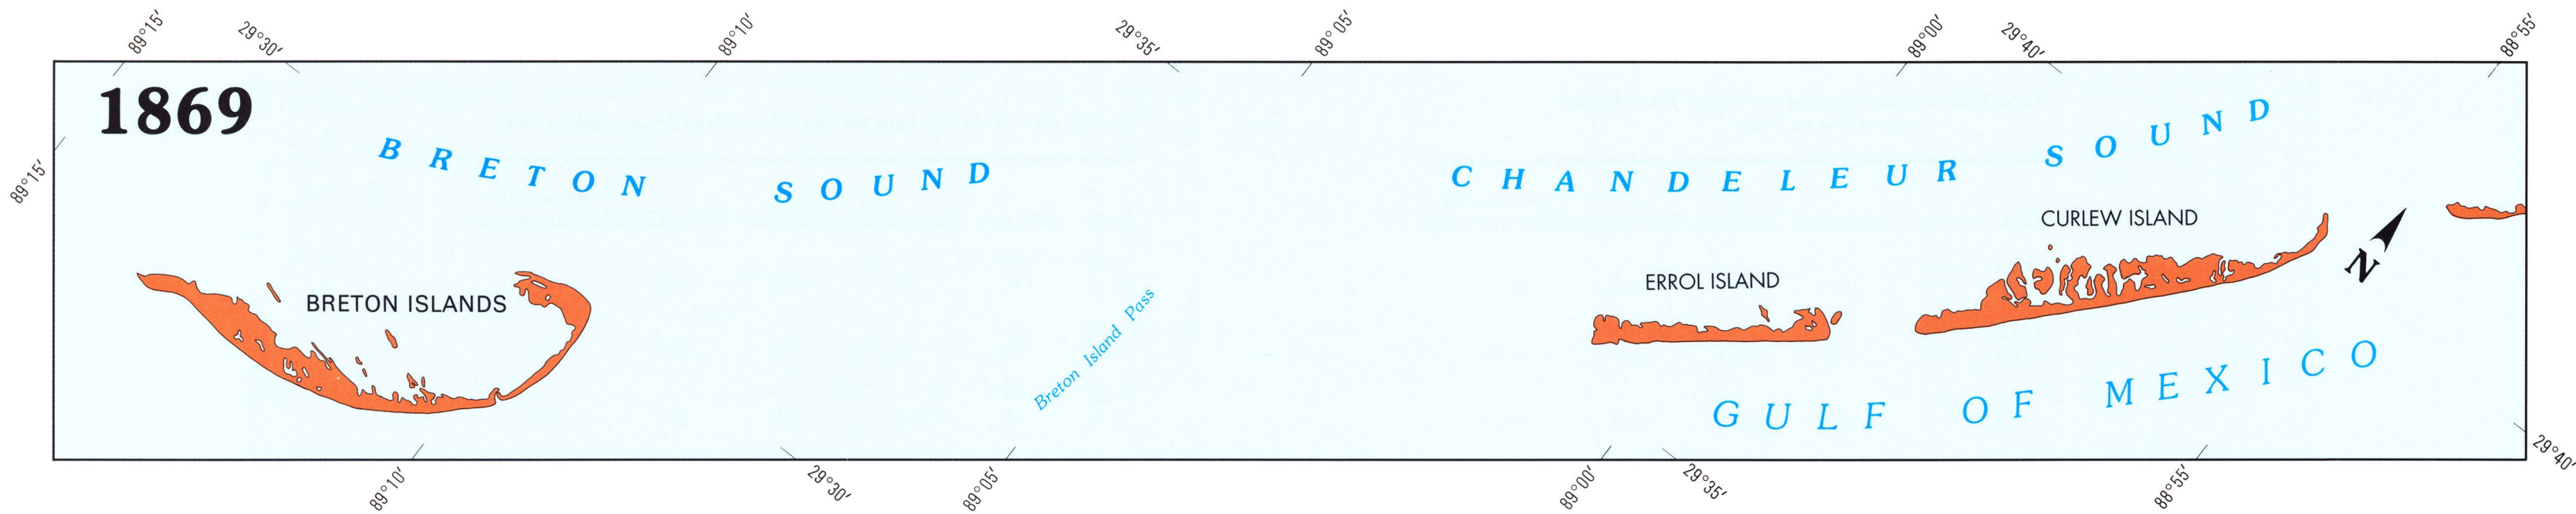 89°15′
29°30′
89°10′
29°35′
89°05′
89°00′
29°40′
88°55′
1869
BRETON SOUND
CHANDELEUR SOUND
89°15′
CURLEW ISLAND
N
ERROL ISLAND
BRETON ISLANDS
Breton Island Pass
GULF OF MEXICO
89°10′
29°30′
89°05′
89°00′
29°35′
88°55′
29°40′